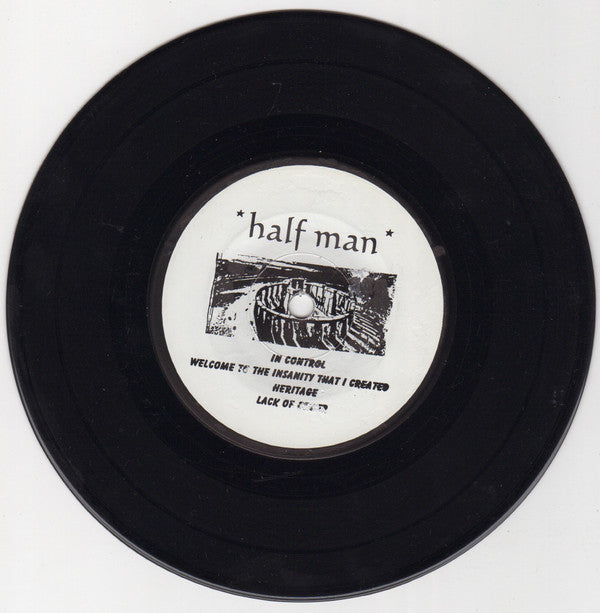 *half man*
IN CONTROL
WELCOME TO THE INSANITY THAT I CREATED
HERITAGE
LACK OF